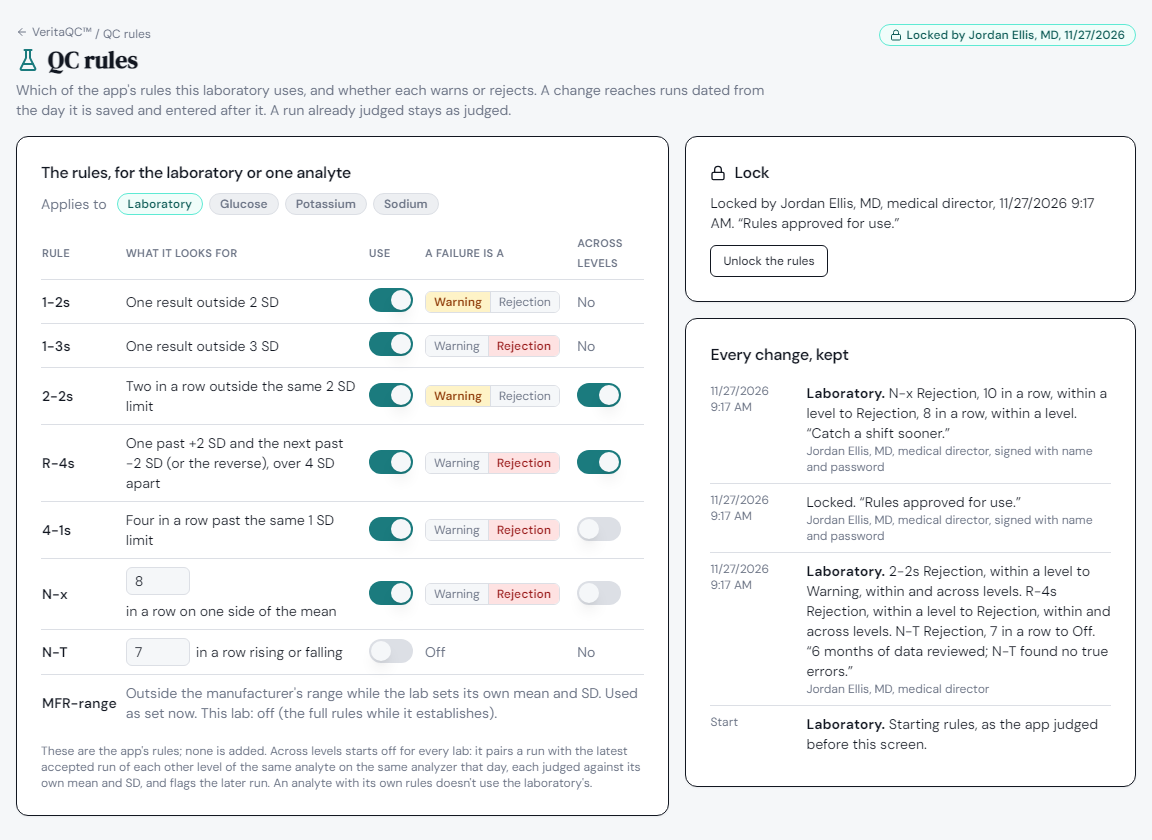 ← VeritaQC™ / QC rules
Locked by Jordan Ellis, MD, 11/27/2026
QC rules
Which of the app's rules this laboratory uses, and whether each warns or rejects. A change reaches runs dated from
the day it is saved and entered after it. A run already judged stays as judged.
The rules, for the laboratory or one analyte
Applies to Laboratory Glucose Potassium Sodium
RULE WHAT IT LOOKS FOR USE A FAILURE IS A ACROSS
LEVELS
1-2s One result outside 2 SD Warning Rejection No
1-3s One result outside 3 SD Warning Rejection No
2-2s Two in a row outside the same 2 SD
limit Warning Rejection
R-4s One past +2 SD and the next past
-2 SD (or the reverse), over 4 SD
apart Warning Rejection
4-1s Four in a row past the same 1 SD
limit Warning Rejection
N-x 8
in a row on one side of the mean Warning Rejection
N-T 7 in a row rising or falling Off No
MFR-range Outside the manufacturer's range while the lab sets its own mean and SD. Used
as set now. This lab: off (the full rules while it establishes).
These are the app's rules; none is added. Across levels starts off for every lab: it pairs a run with the latest
accepted run of each other level of the same analyte on the same analyzer that day, each judged against its
own mean and SD, and flags the later run. An analyte with its own rules doesn't use the laboratory's.
Lock
Locked by Jordan Ellis, MD, medical director, 11/27/2026 9:17
AM. “Rules approved for use.”
Unlock the rules
Every change, kept
11/27/2026
9:17 AM
Laboratory. N-x Rejection, 10 in a row, within a
level to Rejection, 8 in a row, within a level.
“Catch a shift sooner.”
Jordan Ellis, MD, medical director, signed with name
and password
11/27/2026
9:17 AM
Locked. “Rules approved for use.”
Jordan Ellis, MD, medical director, signed with name
and password
11/27/2026
9:17 AM
Laboratory. 2-2s Rejection, within a level to
Warning, within and across levels. R-4s
Rejection, within a level to Rejection, within and
across levels. N-T Rejection, 7 in a row to Off.
“6 months of data reviewed; N-T found no true
errors.”
Jordan Ellis, MD, medical director
Start
Laboratory. Starting rules, as the app judged
before this screen.